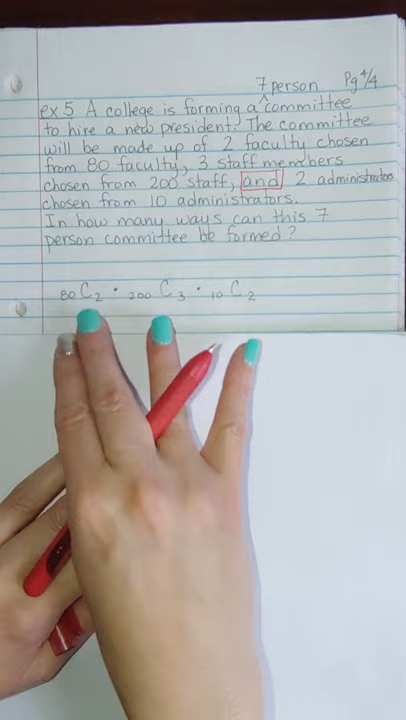 7 person Pg 4/4
ex 5 A college is forming a ^ committee
to hire a new president. The committee
will be made up of 2 faculty chosen
from 80 faculty, 3 staff members
chosen from 200 staff, and 2 administrators
chosen from 10 administrators.
In how many ways can this 7
person committee be formed?
₈₀C₂ · ₂₀₀C₃ · ₁₀C₂